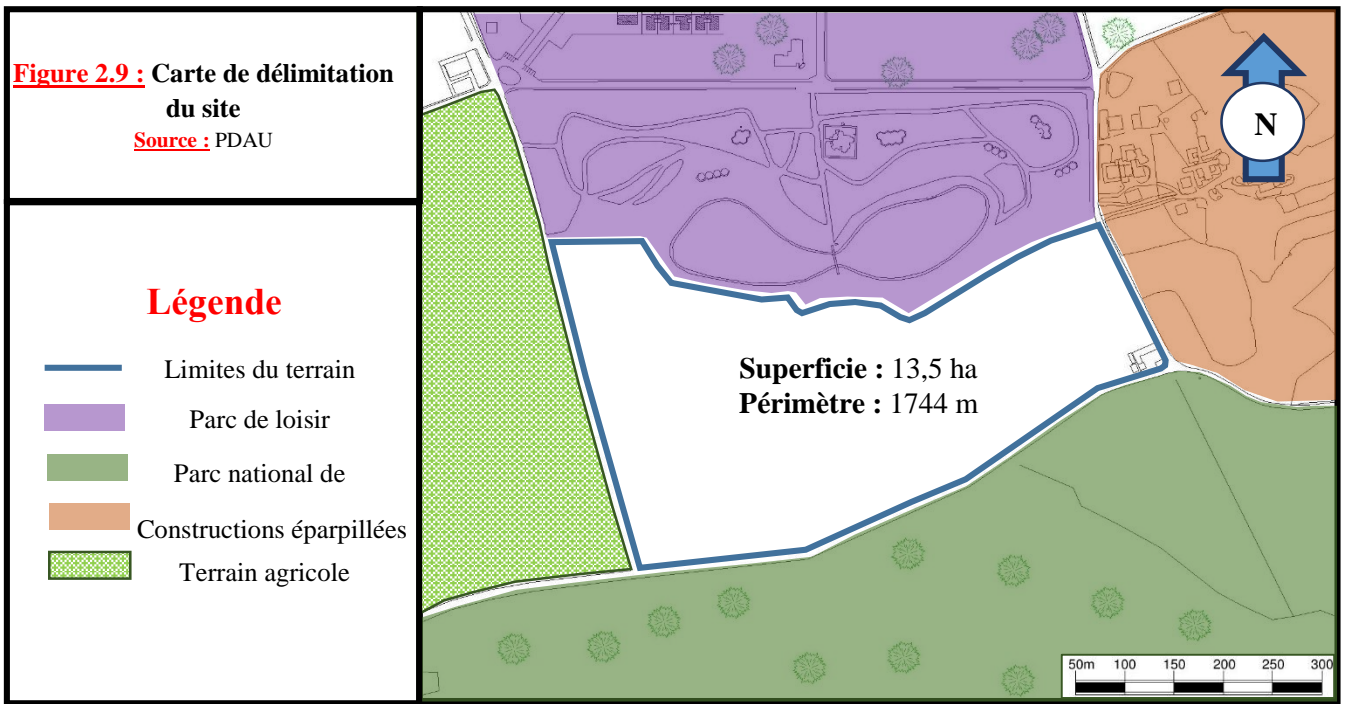 Figure 2.9 : Carte de délimitation
du site
Source : PDAU
Légende
Limites du terrain
Parc de loisir
Parc national de
Constructions éparpillées
Terrain agricole
N
Superficie : 13,5 ha
Périmètre : 1744 m
50m 100 150 200 250 300